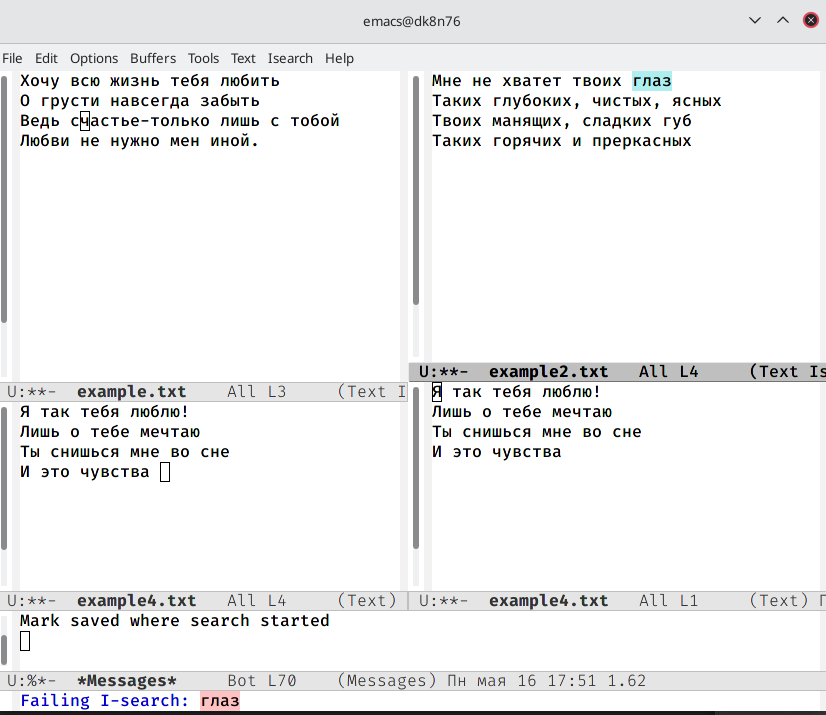 emacs@dk8n76
File Edit Options Buffers Tools Text Isearch Help
Хочу всю жизнь тебя любить
О грусти навсегда забыть
Ведь счастье-только лишь с тобой
Любви не нужно мен иной.
U:**- example.txt All L3 (Text I
Мне не хватет твоих глаз
Таких глубоких, чистых, ясных
Твоих манящих, сладких губ
Таких горячих и преркасных
U:**- example2.txt All L4 (Text Is
Я так тебя люблю!
Лишь о тебе мечтаю
Ты снишься мне во сне
И это чувства
U:**- example4.txt All L4 (Text)
Я так тебя люблю!
Лишь о тебе мечтаю
Ты снишься мне во сне
И это чувства
U:**- example4.txt All L1 (Text) П
Mark saved where search started
U:%*- *Messages* Bot L70 (Messages) Пн мая 16 17:51 1.62
Failing I-search: глаз